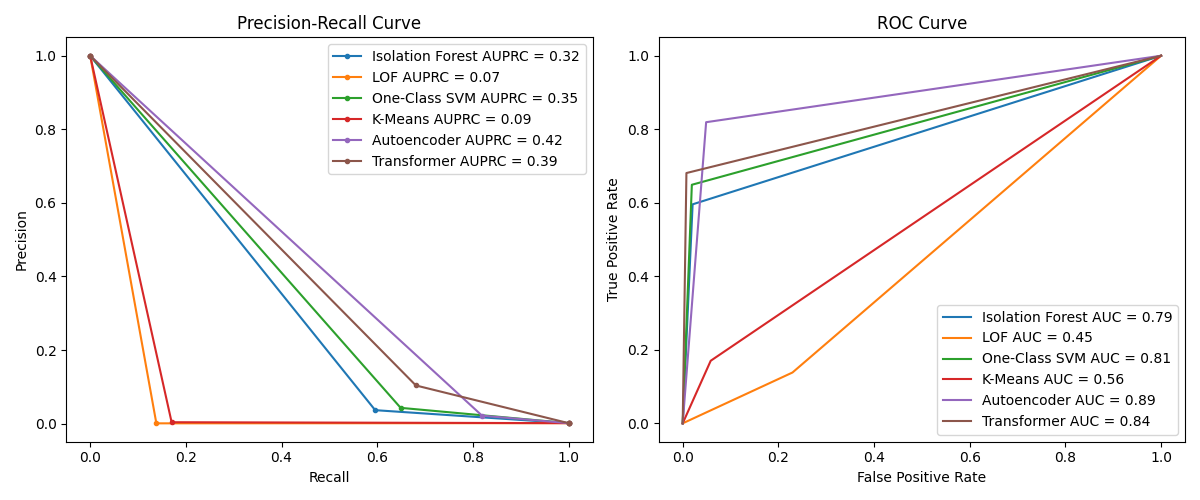 Precision-Recall Curve
Precision
1.0
0.8
0.6
0.4
0.2
0.0
0.0 0.2 0.4 0.6 0.8 1.0
Recall
Isolation Forest AUPRC = 0.32
LOF AUPRC = 0.07
One-Class SVM AUPRC = 0.35
K-Means AUPRC = 0.09
Autoencoder AUPRC = 0.42
Transformer AUPRC = 0.39
ROC Curve
True Positive Rate
1.0
0.8
0.6
0.4
0.2
0.0
0.0 0.2 0.4 0.6 0.8 1.0
False Positive Rate
Isolation Forest AUC = 0.79
LOF AUC = 0.45
One-Class SVM AUC = 0.81
K-Means AUC = 0.56
Autoencoder AUC = 0.89
Transformer AUC = 0.84